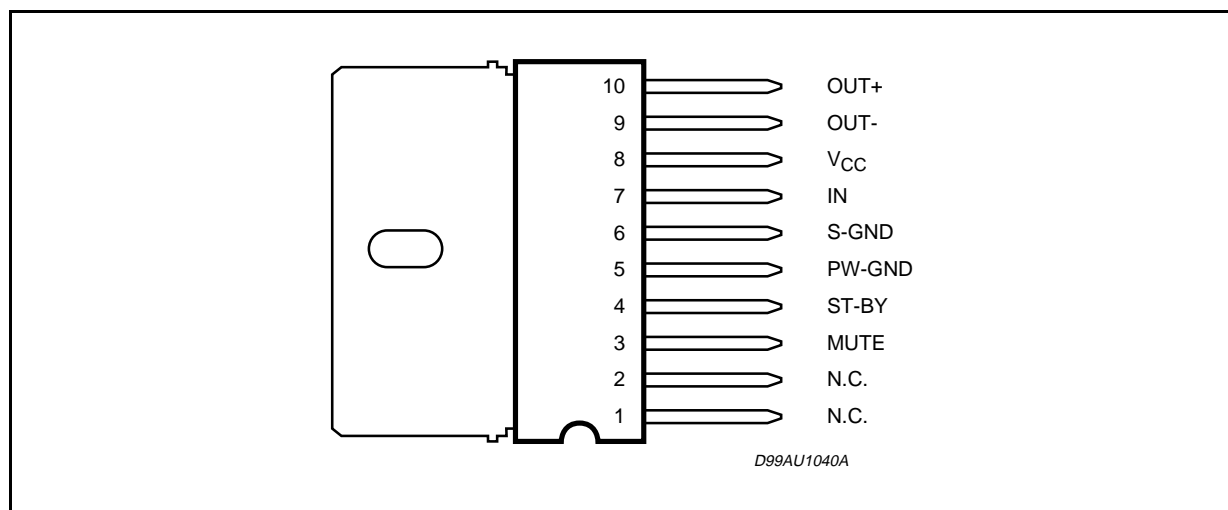 10 OUT+
9 OUT-
8 VCC
7 IN
6 S-GND
5 PW-GND
4 ST-BY
3 MUTE
2 N.C.
1 N.C.
D99AU1040A